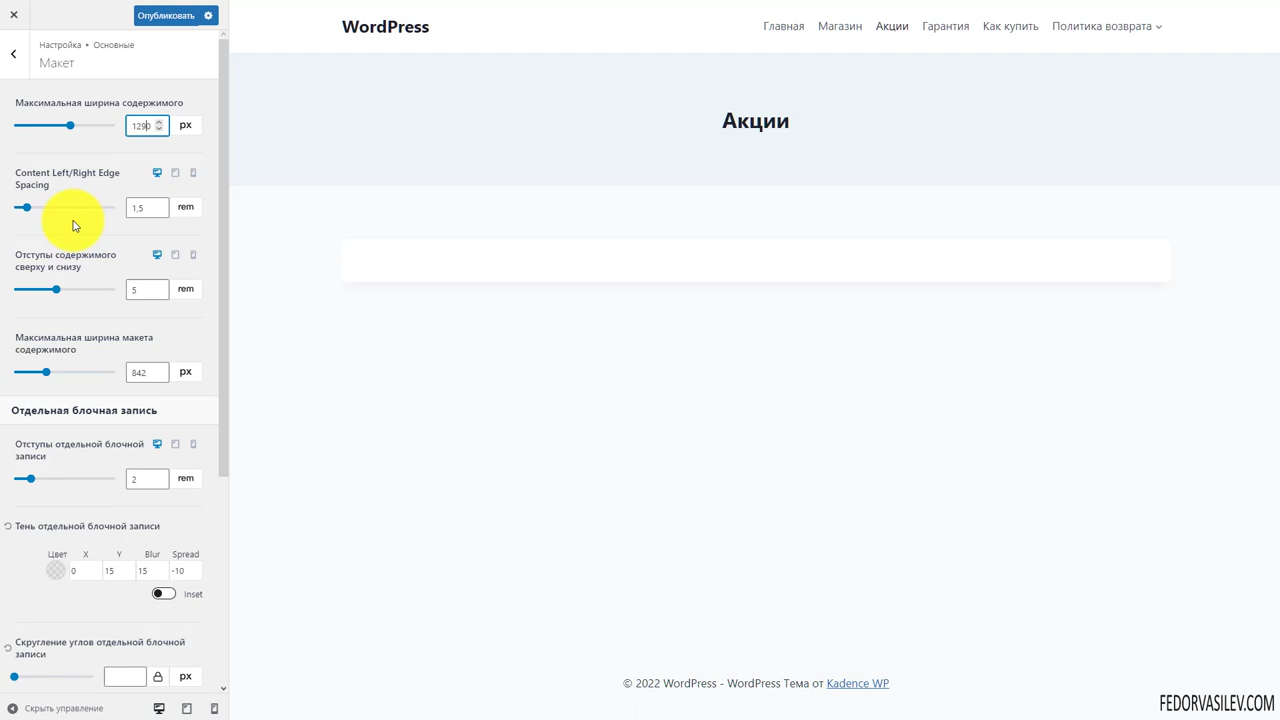 Опубликовать
Настройка ▸ Основные
Макет
Максимальная ширина содержимого
1290 px
Content Left/Right Edge
Spacing
1,5 rem
Отступы содержимого
сверху и снизу
5 rem
Максимальная ширина макета
содержимого
842 px
Отдельная блочная запись
Отступы отдельной блочной
записи
2 rem
Тень отдельной блочной записи
Цвет X Y Blur Spread
0 15 15 -10
Inset
Скругление углов отдельной блочной
записи
px
Скрыть управление
WordPress
Главная Магазин Акции Гарантия Как купить Политика возврата
Акции
© 2022 WordPress - WordPress Тема от Kadence WP
FEDORVASILEV.COM